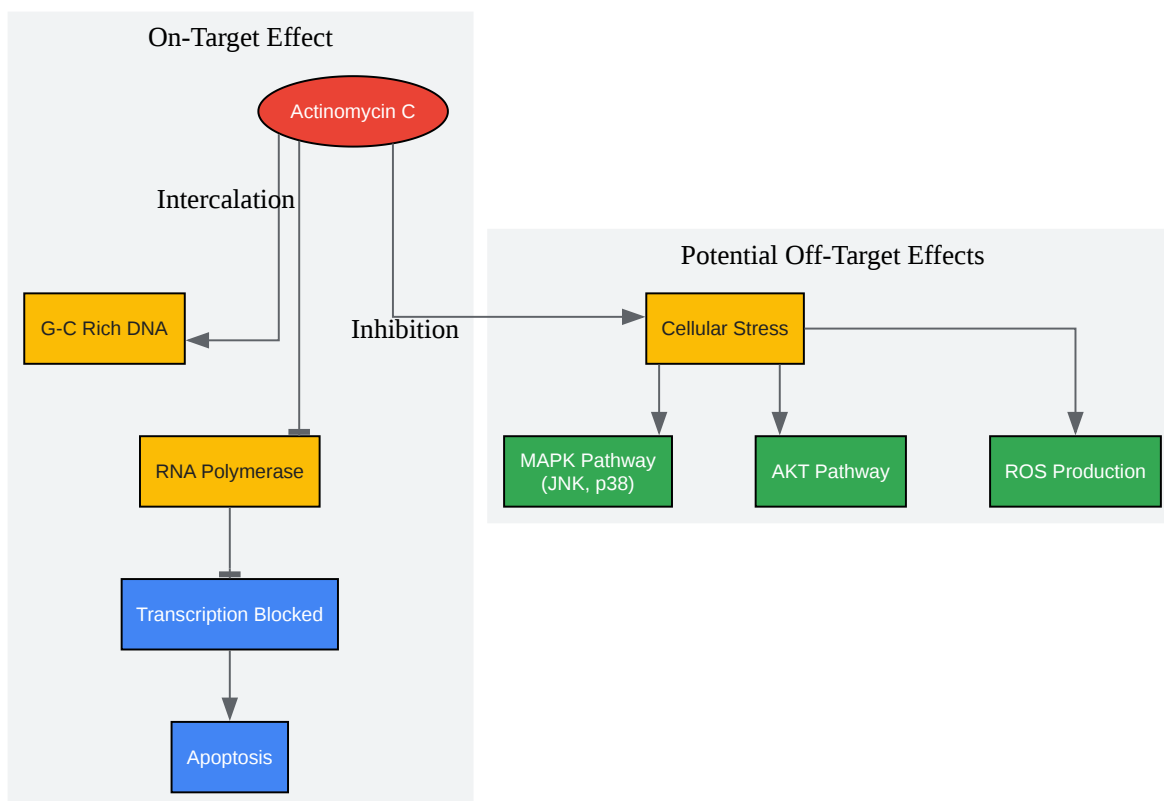 On-Target Effect
Actinomycin C
Intercalation
Potential Off-Target Effects
G-C Rich DNA
Inhibition
Cellular Stress
RNA Polymerase
MAPK Pathway
(JNK, p38)
AKT Pathway
ROS Production
Transcription Blocked
Apoptosis